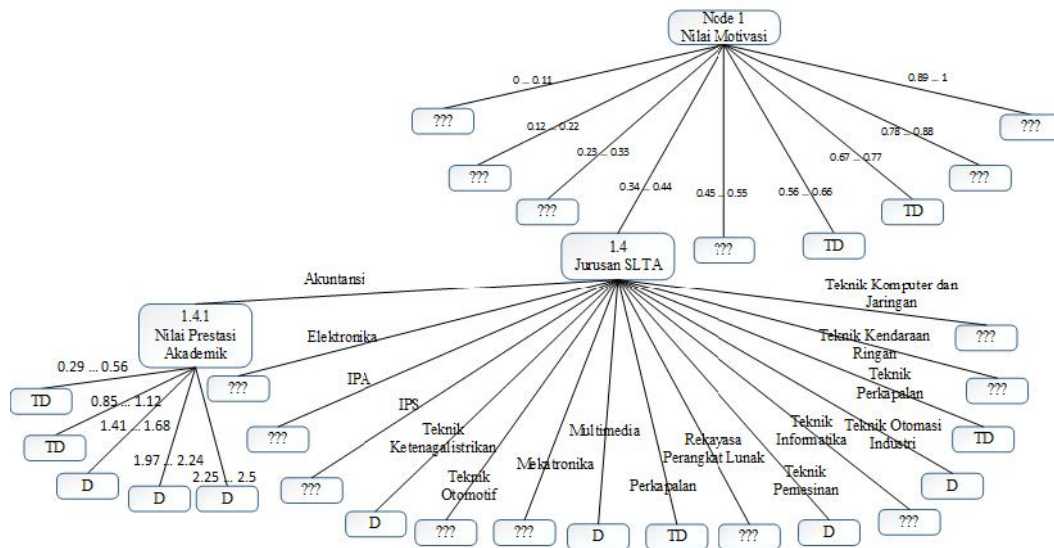 Node 1
Nilai Motivasi
0 ... 0.11
0.89 ... 1
???
???
0.12 ... 0.22
0.78 ... 0.88
0.23 ... 0.33
0.67 ... 0.77
???
???
0.34 ... 0.44
0.45 ... 0.55
0.56 ... 0.66
???
TD
???
TD
1.4
Jurusan SLTA
Akuntansi
Teknik Komputer dan
Jaringan
1.4.1
Nilai Prestasi
Akademik
Elektronika
Teknik Kendaraan
Ringan
???
0.29 ... 0.56
IPA
Teknik
Perkapalan
???
???
TD
0.85 ... 1.12
IPS
1.41 ... 1.68
Teknik
Ketenagalistrikan
Multimedia
Rekayasa
Perangkat Lunak
Teknik
Informatika
Teknik Otomasi
Industri
TD
???
TD
1.97 ... 2.24
2.25 ... 2.5
Teknik
Otomotif
Mekatronika
Perkapalan
Teknik
Pemesinan
D
D
D
???
D
D
???
???
D
TD
???
D
???